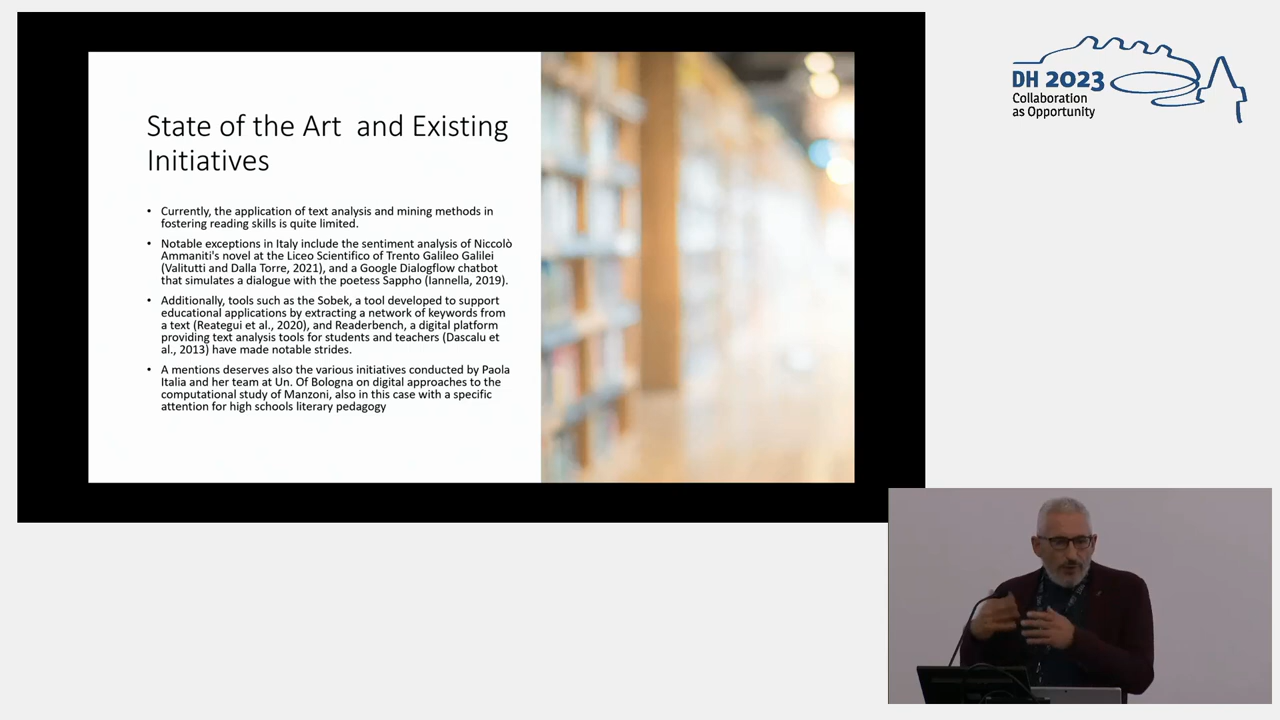 State of the Art  and Existing
Initiatives
• Currently, the application of text analysis and mining methods in
fostering reading skills is quite limited.
• Notable exceptions in Italy include the sentiment analysis of Niccolò
Ammaniti's novel at the Liceo Scientifico of Trento Galileo Galilei
(Valitutti and Dalla Torre, 2021), and a Google Dialogflow chatbot
that simulates a dialogue with the poetess Sappho (Iannella, 2019).
• Additionally, tools such as the Sobek, a tool developed to support
educational applications by extracting a network of keywords from
a text (Reategui et al., 2020), and Readerbench, a digital platform
providing text analysis tools for students and teachers (Dascalu et
al., 2013) have made notable strides.
• A mentions deserves also the various initiatives conducted by Paola
Italia and her team at Un. Of Bologna on digital approaches to the
computational study of Manzoni, also in this case with a specific
attention for high schools literary pedagogy
DH 2023
Collaboration
as Opportunity